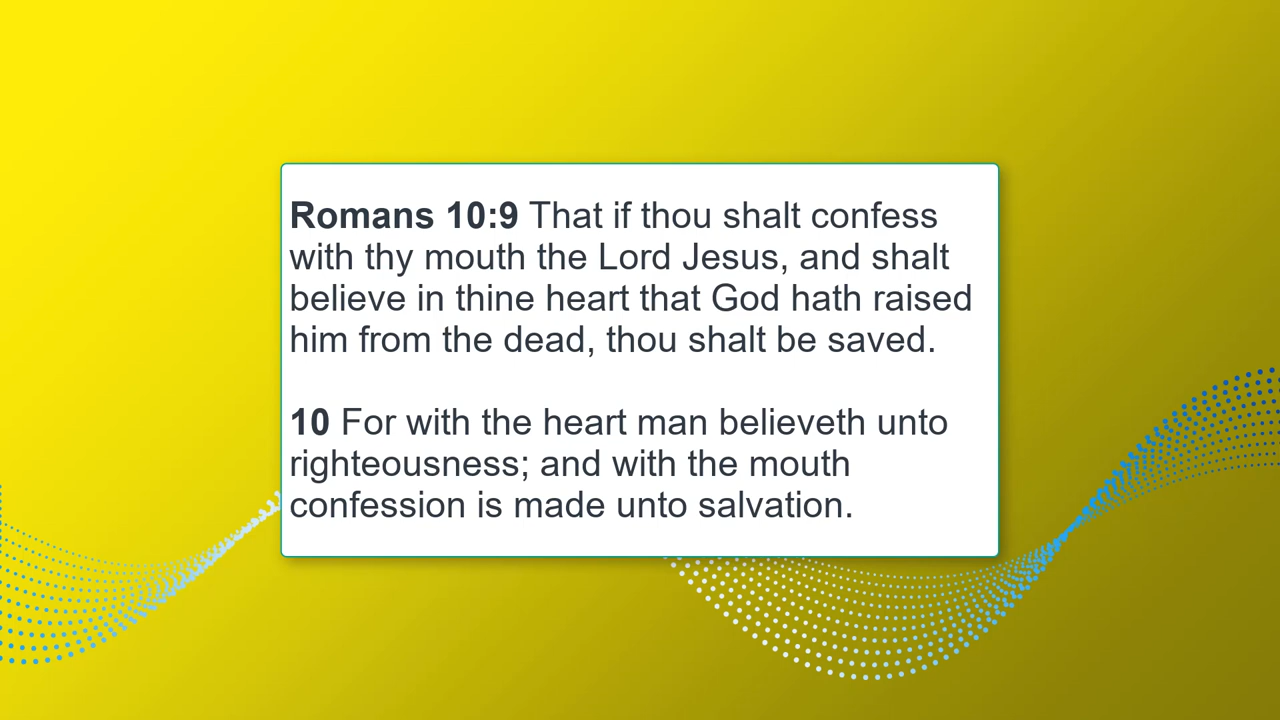 Romans 10:9 That if thou shalt confess
with thy mouth the Lord Jesus, and shalt
believe in thine heart that God hath raised
him from the dead, thou shalt be saved.
10 For with the heart man believeth unto
righteousness; and with the mouth
confession is made unto salvation.